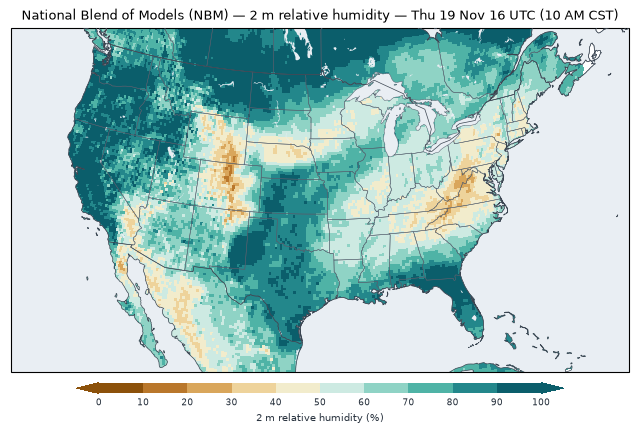 National Blend of Models (NBM) — 2 m relative humidity — Thu 19 Nov 16 UTC (10 AM CST)
0 10 20 30 40 50 60 70 80 90 100
2 m relative humidity (%)